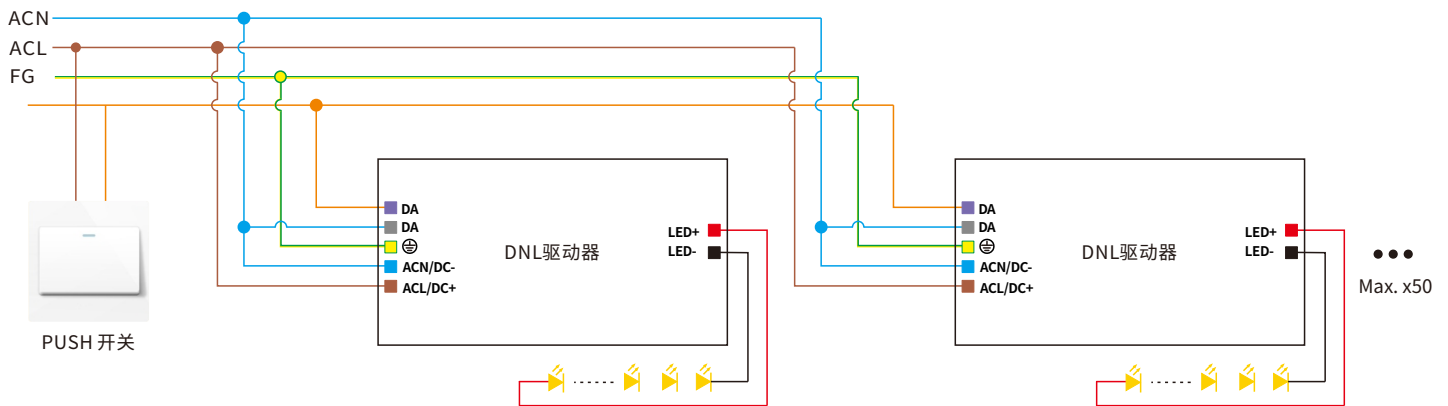 ACN
ACL
FG
PUSH 开关
DA
DA
ACN/DC-
ACL/DC+
DNL驱动器
LED+
LED-
DA
DA
ACN/DC-
ACL/DC+
DNL驱动器
LED+
LED-
Max. x50